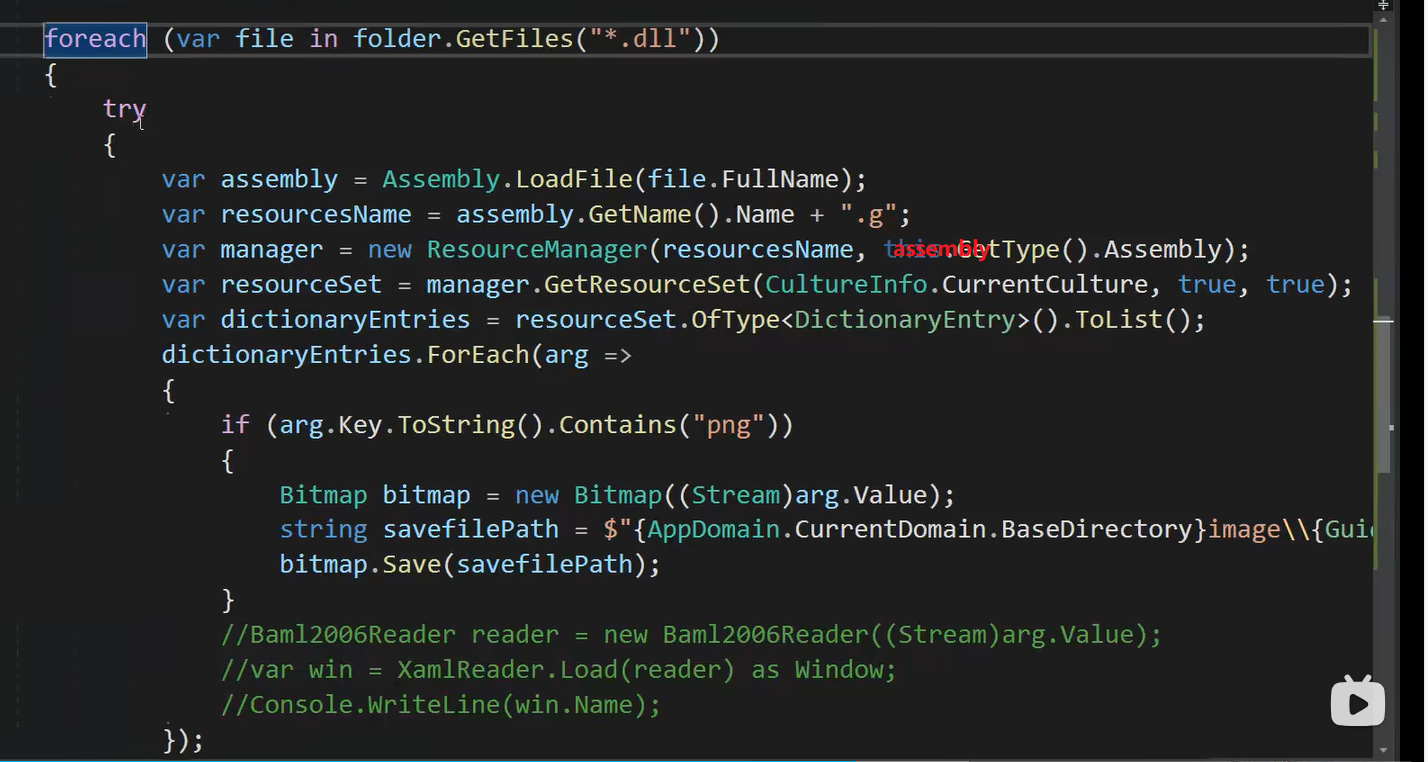 foreach (var file in folder.GetFiles("*.dll"))
{
try
{
var assembly = Assembly.LoadFile(file.FullName);
var resourcesName = assembly.GetName().Name + ".g";
var manager = new ResourceManager(resourcesName, this.GetType().Assembly);
assembly
var resourceSet = manager.GetResourceSet(CultureInfo.CurrentCulture, true, true);
var dictionaryEntries = resourceSet.OfType<DictionaryEntry>().ToList();
dictionaryEntries.ForEach(arg =>
{
if (arg.Key.ToString().Contains("png"))
{
Bitmap bitmap = new Bitmap((Stream)arg.Value);
string savefilePath = $"{AppDomain.CurrentDomain.BaseDirectory}image\\{Gui
bitmap.Save(savefilePath);
}
//Baml2006Reader reader = new Baml2006Reader((Stream)arg.Value);
//var win = XamlReader.Load(reader) as Window;
//Console.WriteLine(win.Name);
});